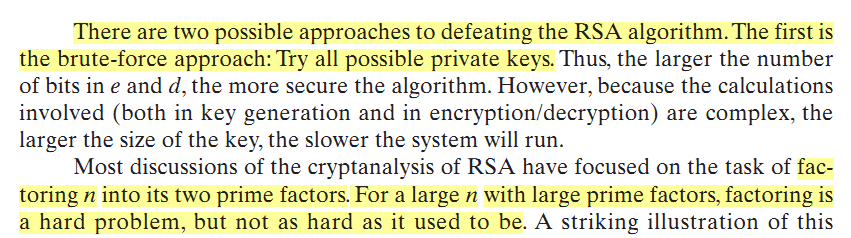 There are two possible approaches to defeating the RSA algorithm. The first is
the brute-force approach: Try all possible private keys. Thus, the larger the number
of bits in e and d, the more secure the algorithm. However, because the calculations
involved (both in key generation and in encryption/decryption) are complex, the
larger the size of the key, the slower the system will run.
Most discussions of the cryptanalysis of RSA have focused on the task of fac-
toring n into its two prime factors. For a large n with large prime factors, factoring is
a hard problem, but not as hard as it used to be. A striking illustration of this